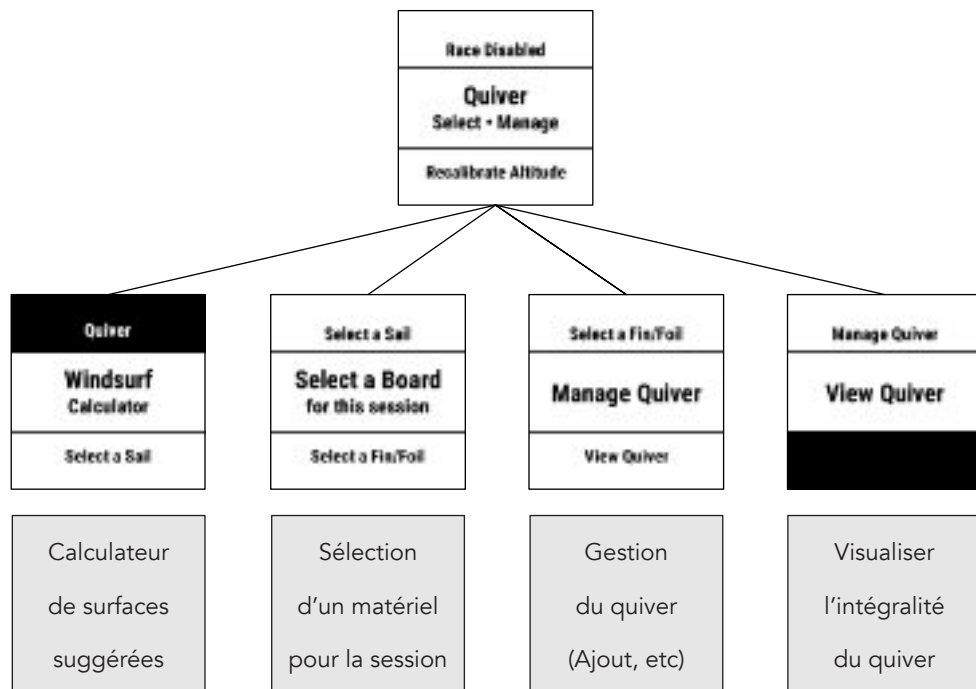 Race Disabled
Quiver
Select • Manage
Recalibrate Altitude
Quiver
Windsurf
Calculator
Select a Sail
Select a Sail
Select a Board
for this session
Select a Fin/Foil
Select a Fin/Foil
Manage Quiver
View Quiver
Manage Quiver
View Quiver
Calculateur
de surfaces
suggérées
Sélection
d'un matériel
pour la session
Gestion
du quiver
(Ajout, etc)
Visualiser
l'intégralité
du quiver